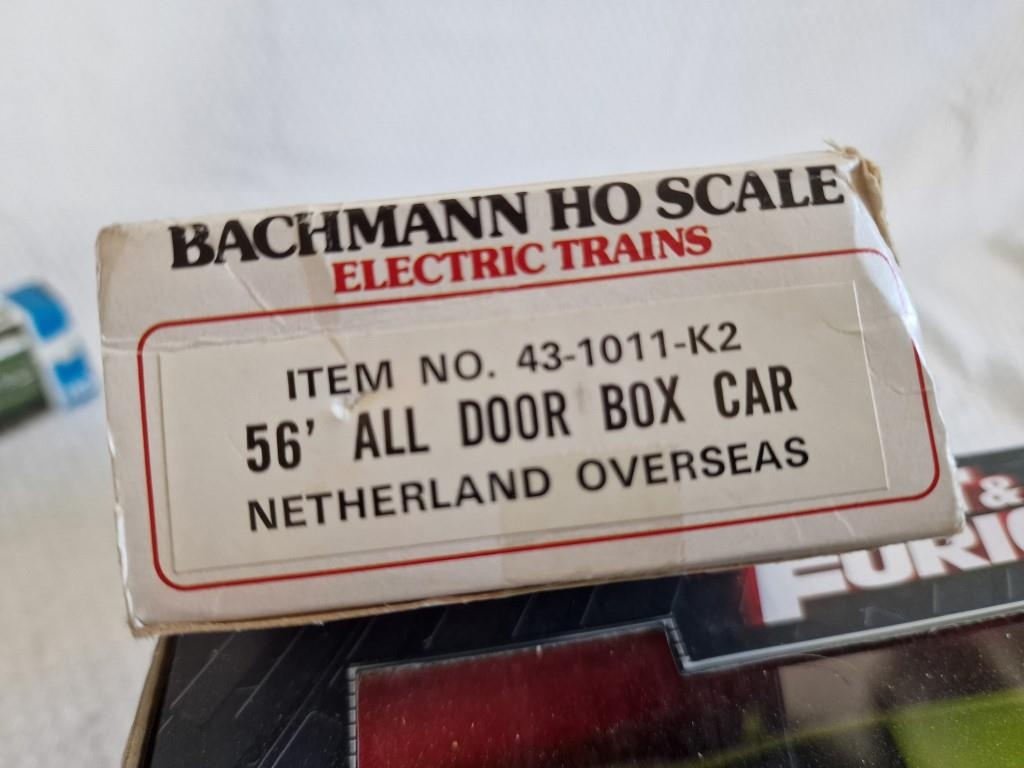 BACHMANN HO SCALE
ELECTRIC TRAINS
ITEM NO. 43-1011-K2
56' ALL DOOR BOX CAR
NETHERLAND OVERSEAS
&